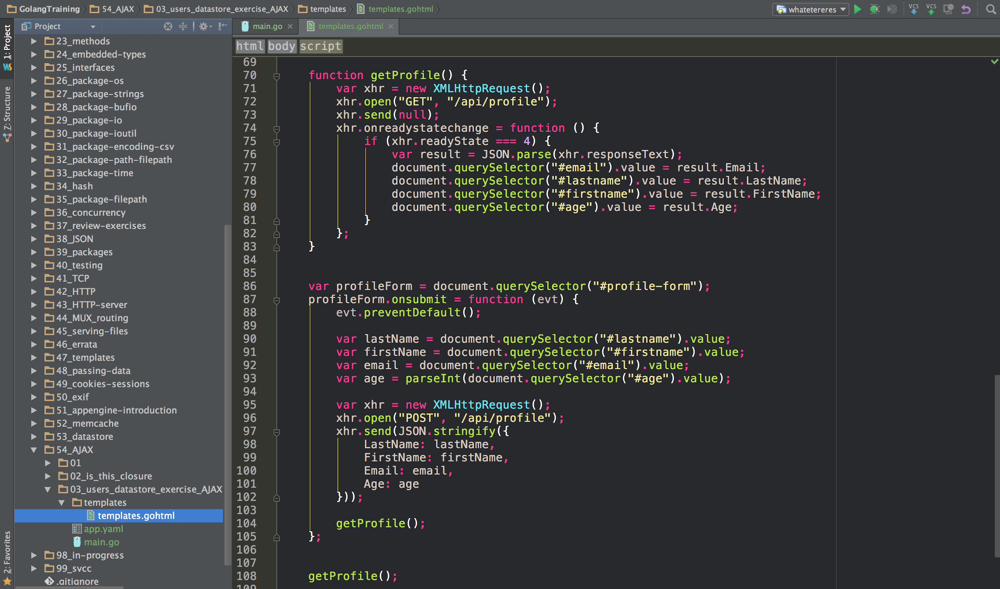 GolangTraining 54_AJAX 03_users_datastore_exercise_AJAX templates templates.gohtml whatetereres VCS VCS
1: Project
7: Structure
2: Favorites
Project
23_methods
24_embedded-types
25_interfaces
26_package-os
27_package-strings
28_package-bufio
29_package-io
30_package-ioutil
31_package-encoding-csv
32_package-path-filepath
33_package-time
34_hash
35_package-filepath
36_concurrency
37_review-exercises
38_JSON
39_packages
40_testing
41_TCP
42_HTTP
43_HTTP-server
44_MUX_routing
45_serving-files
46_errata
47_templates
48_passing-data
49_cookies-sessions
50_exif
51_appengine-introduction
52_memcache
53_datastore
54_AJAX
01
02_is_this_closure
03_users_datastore_exercise_AJAX
templates
templates.gohtml
app.yaml
main.go
98_in-progress
99_svcc
.gitignore
main.go templates.gohtml
html body script
69
70 function getProfile() {
71 var xhr = new XMLHttpRequest();
72 xhr.open("GET", "/api/profile");
73 xhr.send(null);
74 xhr.onreadystatechange = function () {
75 if (xhr.readyState === 4) {
76 var result = JSON.parse(xhr.responseText);
77 document.querySelector("#email").value = result.Email;
78 document.querySelector("#lastname").value = result.LastName;
79 document.querySelector("#firstname").value = result.FirstName;
80 document.querySelector("#age").value = result.Age;
81 }
82 };
83 }
84
85
86 var profileForm = document.querySelector("#profile-form");
87 profileForm.onsubmit = function (evt) {
88 evt.preventDefault();
89
90 var lastName = document.querySelector("#lastname").value;
91 var firstName = document.querySelector("#firstname").value;
92 var email = document.querySelector("#email").value;
93 var age = parseInt(document.querySelector("#age").value);
94
95 var xhr = new XMLHttpRequest();
96 xhr.open("POST", "/api/profile");
97 xhr.send(JSON.stringify({
98 LastName: lastName,
99 FirstName: firstName,
100 Email: email,
101 Age: age
102 }));
103
104 getProfile();
105 };
106
107
108 getProfile();
109